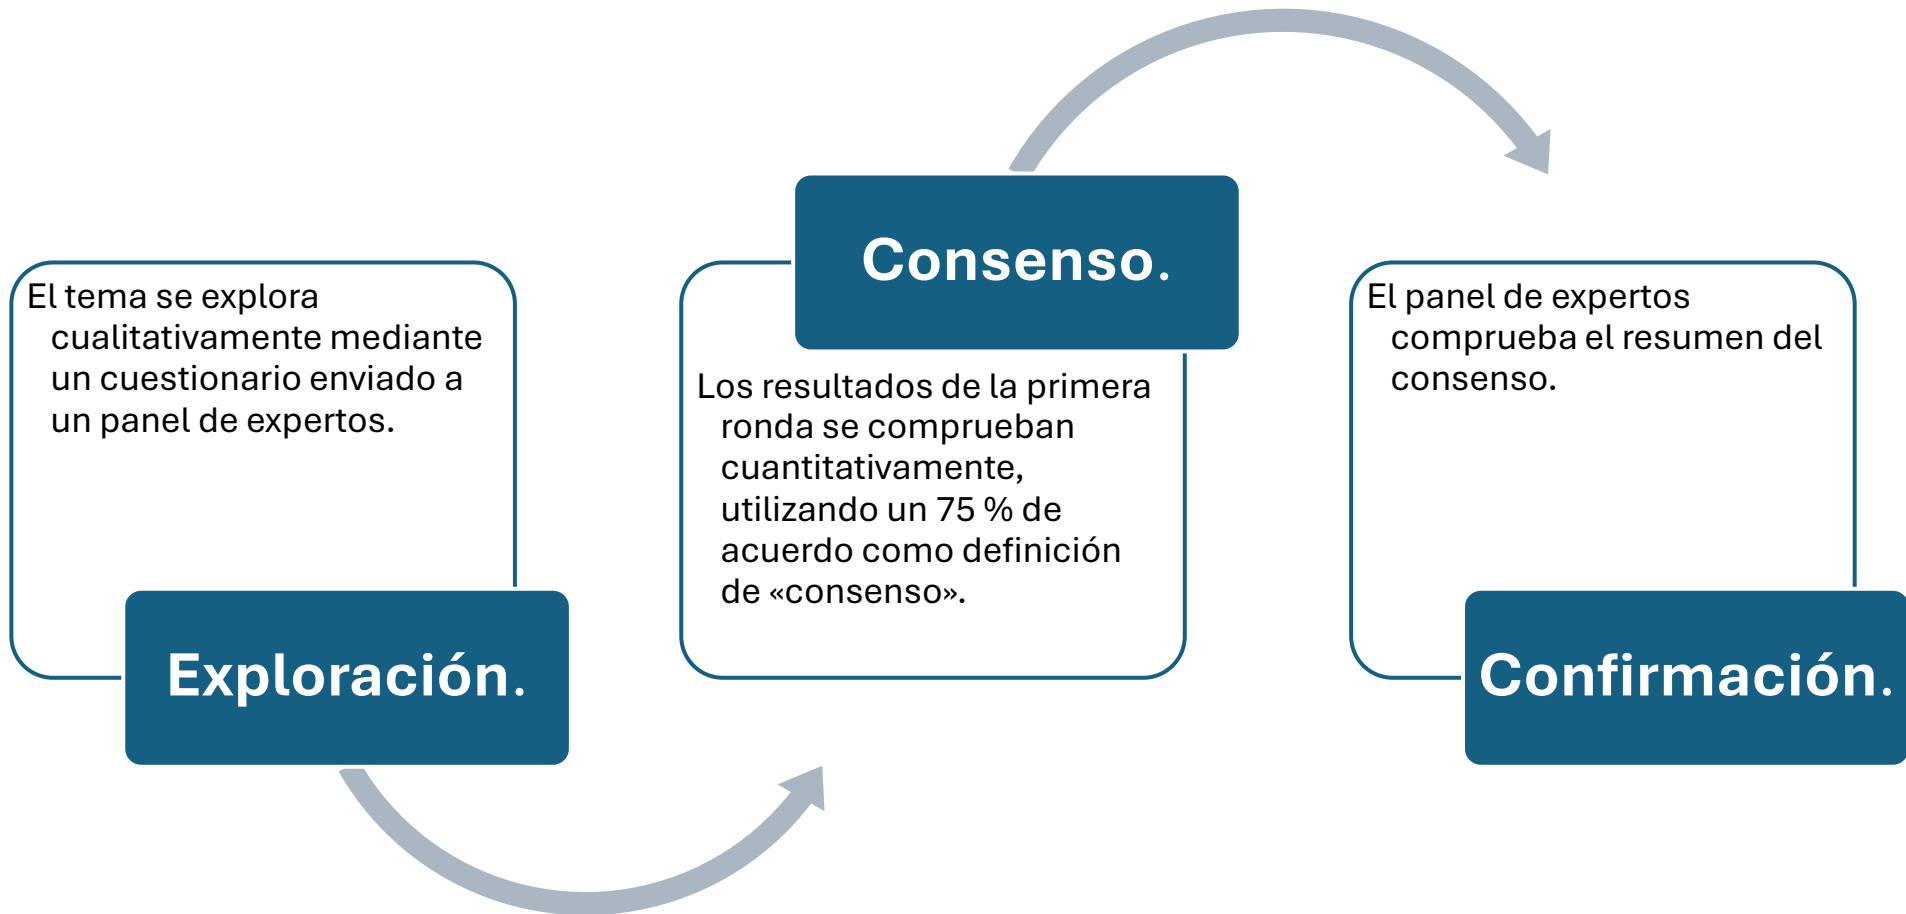 El tema se explora
cualitativamente mediante
un cuestionario enviado a
un panel de expertos.
Exploración.
Consenso.
Los resultados de la primera
ronda se comprueban
cuantitativamente,
utilizando un 75 % de
acuerdo como definición
de «consenso».
El panel de expertos
comprueba el resumen del
consenso.
Confirmación.